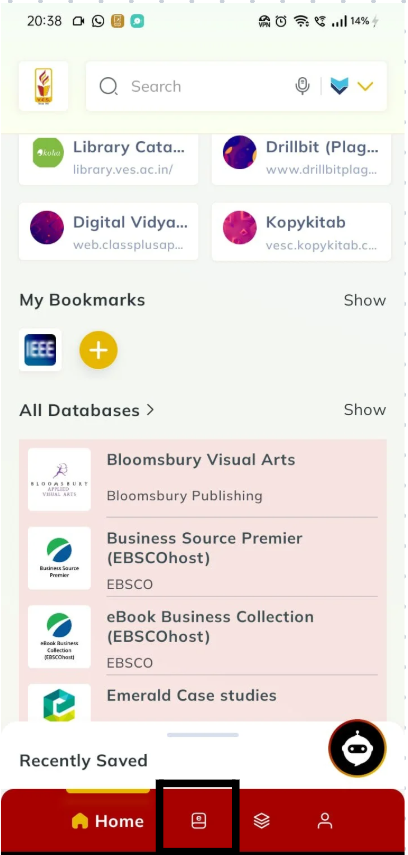 20:38
14%
V.E.S.
Search
koha
Library Cata...
library.ves.ac.in/
Drillbit (Plag...
www.drillbitplag...
Digital Vidya...
web.classplusap...
Kopykitab
vesc.kopykitab.c...
My Bookmarks
Show
IEEE
All Databases >
Show
BLOOMSBURY
APPLIED
VISUAL ARTS
Bloomsbury Visual Arts
Bloomsbury Publishing
Business Source
Premier
Business Source Premier
(EBSCOhost)
EBSCO
eBook Business
Collection
(EBSCOhost)
eBook Business Collection
(EBSCOhost)
EBSCO
Emerald Case studies
Recently Saved
Home